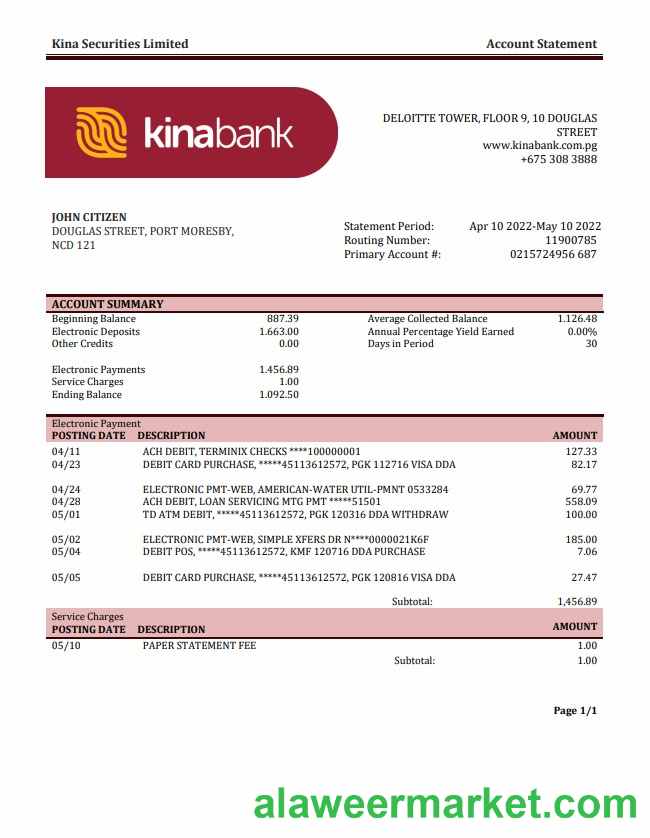 Kina Securities Limited Account Statement
kinabank
DELOITTE TOWER, FLOOR 9, 10 DOUGLAS
STREET
www.kinabank.com.pg
+675 308 3888
JOHN CITIZEN
DOUGLAS STREET, PORT MORESBY,
NCD 121
Statement Period: Apr 10 2022-May 10 2022
Routing Number: 11900785
Primary Account #: 0215724956 687
ACCOUNT SUMMARY
Beginning Balance 887.39 Average Collected Balance 1.126.48
Electronic Deposits 1.663.00 Annual Percentage Yield Earned 0.00%
Other Credits 0.00 Days in Period 30
Electronic Payments 1.456.89
Service Charges 1.00
Ending Balance 1.092.50
Electronic Payment
POSTING DATE DESCRIPTION AMOUNT
04/11 ACH DEBIT, TERMINIX CHECKS ****100000001 127.33
04/23 DEBIT CARD PURCHASE, *****45113612572, PGK 112716 VISA DDA 82.17
04/24 ELECTRONIC PMT-WEB, AMERICAN-WATER UTIL-PMNT 0533284 69.77
04/28 ACH DEBIT, LOAN SERVICING MTG PMT *****51501 558.09
05/01 TD ATM DEBIT, *****45113612572, PGK 120316 DDA WITHDRAW 100.00
05/02 ELECTRONIC PMT-WEB, SIMPLE XFERS DR N****0000021K6F 185.00
05/04 DEBIT POS, *****45113612572, KMF 120716 DDA PURCHASE 7.06
05/05 DEBIT CARD PURCHASE, *****45113612572, PGK 120816 VISA DDA 27.47
Subtotal: 1,456.89
Service Charges
POSTING DATE DESCRIPTION AMOUNT
05/10 PAPER STATEMENT FEE 1.00
Subtotal: 1.00
Page 1/1
alaweermarket.com